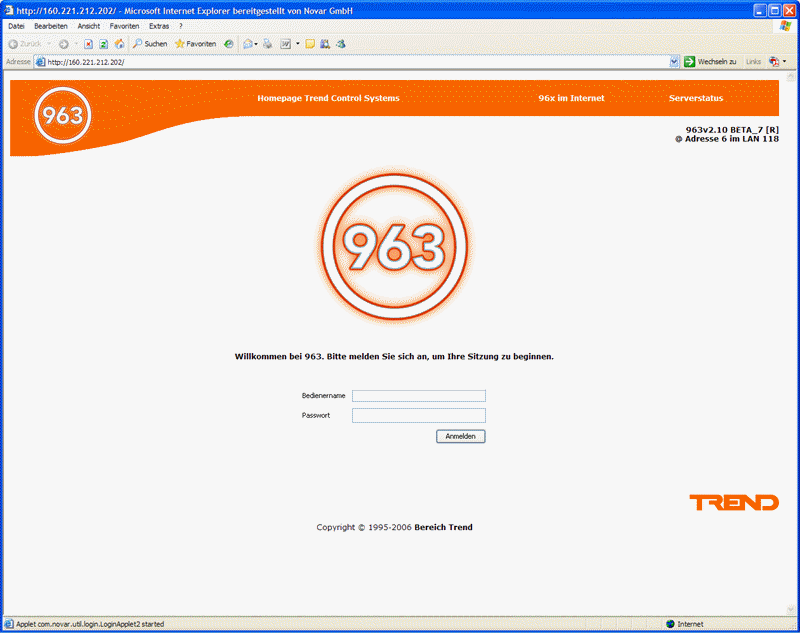 http://160.221.212.202/ - Microsoft Internet Explorer bereitgestellt von Novar GmbH
Datei Bearbeiten Ansicht Favoriten Extras ?
Zurück Suchen Favoriten
Adresse http://160.221.212.202/ Wechseln zu Links
963 Homepage Trend Control Systems 96x im Internet Serverstatus
963v2.10 BETA_7 [R]
@ Adresse 6 im LAN 118
963
Willkommen bei 963. Bitte melden Sie sich an, um Ihre Sitzung zu beginnen.
Bedienername
Passwort
Anmelden
TREND
Copyright © 1995-2006 Bereich Trend
Applet com.novar.util.login.LoginApplet2 started Internet